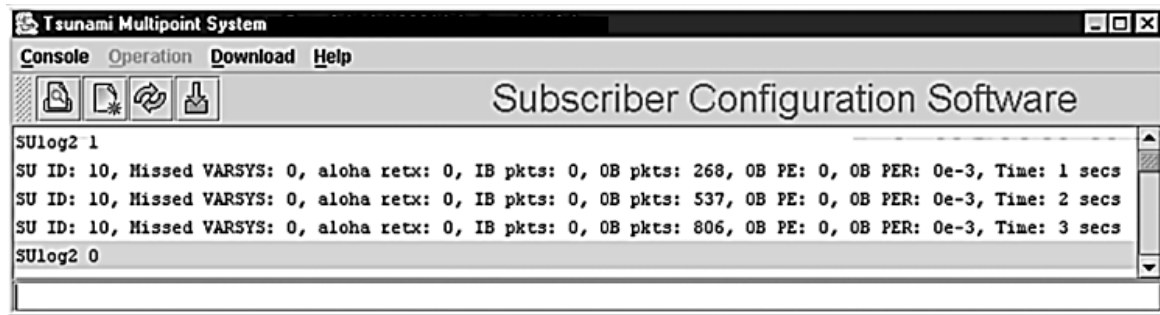 Tsunami Multipoint System
Console Operation Download Help
Subscriber Configuration Software
SUlog2 1
SU ID: 10, Missed VARSYS: 0, aloha retx: 0, IB pkts: 0, OB pkts: 268, OB PE: 0, OB PER: 0e-3, Time: 1 secs
SU ID: 10, Missed VARSYS: 0, aloha retx: 0, IB pkts: 0, OB pkts: 537, OB PE: 0, OB PER: 0e-3, Time: 2 secs
SU ID: 10, Missed VARSYS: 0, aloha retx: 0, IB pkts: 0, OB pkts: 806, OB PE: 0, OB PER: 0e-3, Time: 3 secs
SUlog2 0